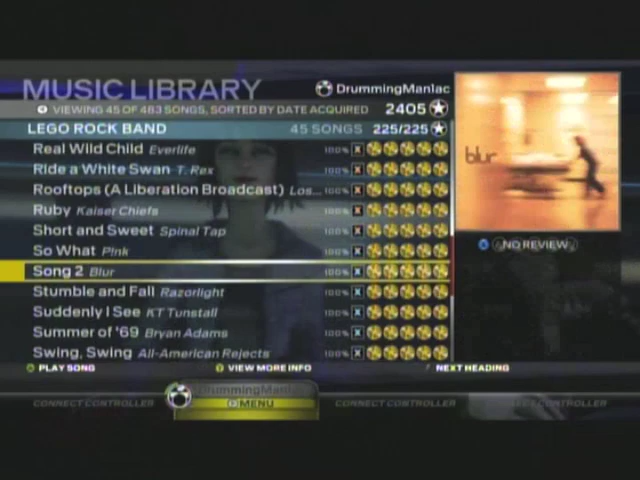 MUSIC LIBRARY
DrummingManiac
VIEWING 45 OF 483 SONGS, SORTED BY DATE ACQUIRED 2405
LEGO ROCK BAND 45 SONGS 225/225
Real Wild Child Everlife 100% X
Ride a White Swan T. Rex 100% X
Rooftops (A Liberation Broadcast) Los... 100% X
Ruby Kaiser Chiefs 100% X
Short and Sweet Spinal Tap 100% X
So What P!nk 100% X
Song 2 Blur 100% X
Stumble and Fall Razorlight 100% X
Suddenly I See KT Tunstall 100% X
Summer of '69 Bryan Adams 100% X
Swing, Swing All-American Rejects 100% X
blur
NO REVIEW
PLAY SONG
VIEW MORE INFO
NEXT HEADING
CONNECT CONTROLLER
DrummingMani
MENU
CONNECT CONTROLLER
CONTROLLER